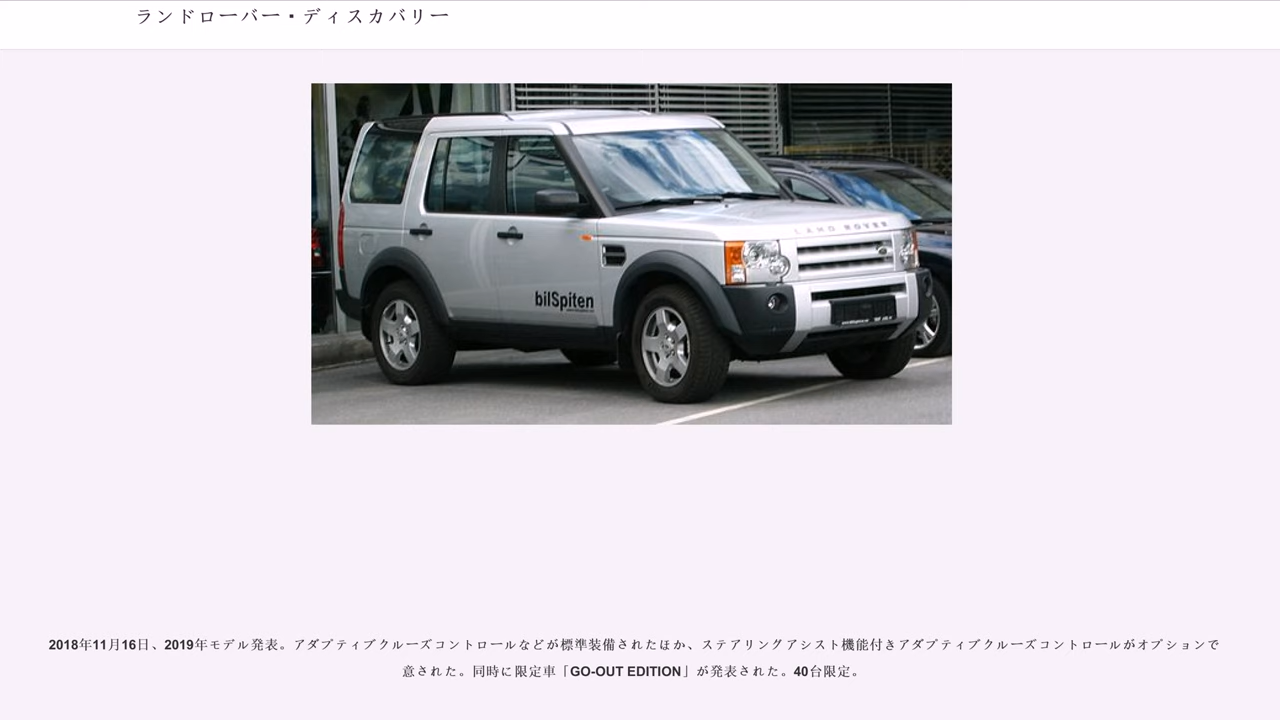 ランドローバー・ディスカバリー
LAND ROVER
bilSpiten
2018年11月16日、2019年モデル発表。アダプティブクルーズコントロールなどが標準装備されたほか、ステアリングアシスト機能付きアダプティブクルーズコントロールがオプションで
意された。同時に限定車「GO-OUT EDITION」が発表された。40台限定。